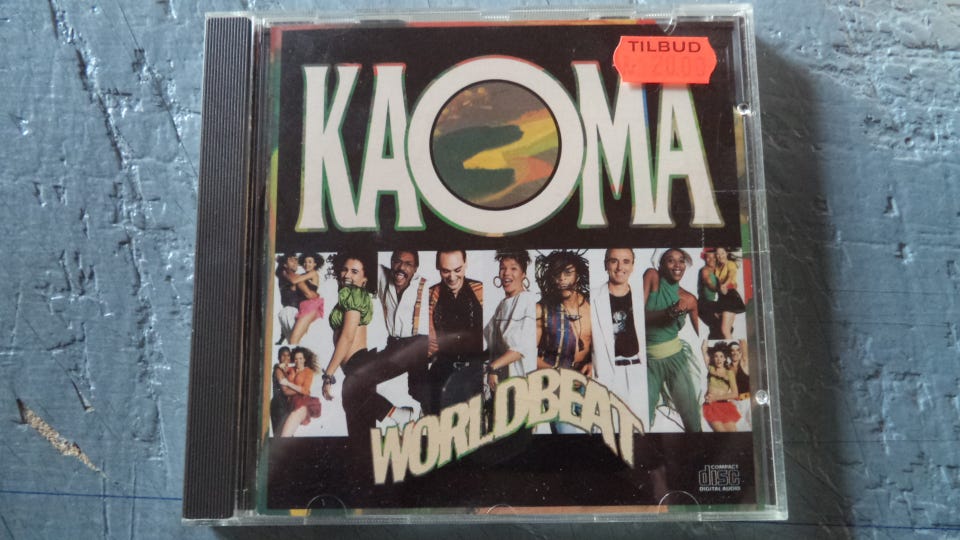 TILBUD
KAOMA
WORLDBEAT
COMPACT
disc
DIGITAL AUDIO